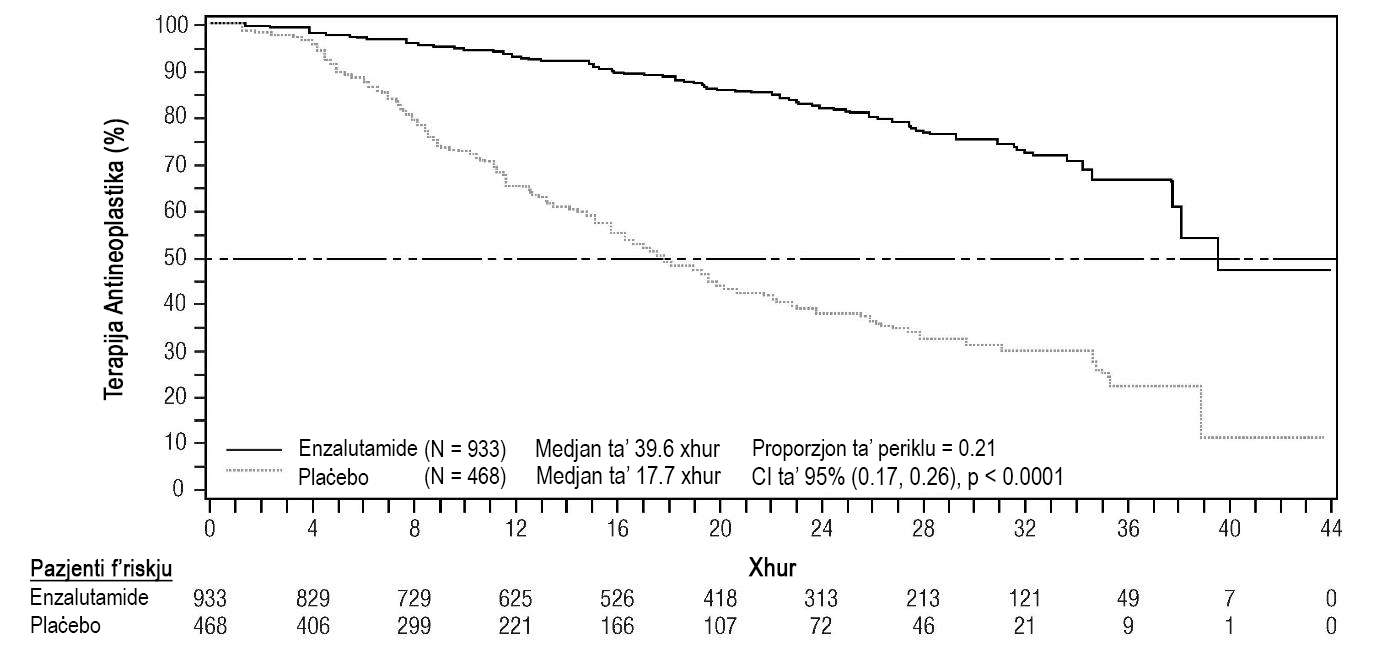 Terapija Antineoplastika (%)
100
90
80
70
60
50
40
30
20
10
0
Enzalutamide (N = 933) Medjan ta’ 39.6 xhur Proporzjon ta’ periklu = 0.21
Plaċebo (N = 468) Medjan ta’ 17.7 xhur CI ta’ 95% (0.17, 0.26), p < 0.0001
0 4 8 12 16 20 24 28 32 36 40 44
Xhur
Pazjenti f’riskju
Enzalutamide 933 829 729 625 526 418 313 213 121 49 7 0
Plaċebo 468 406 299 221 166 107 72 46 21 9 1 0